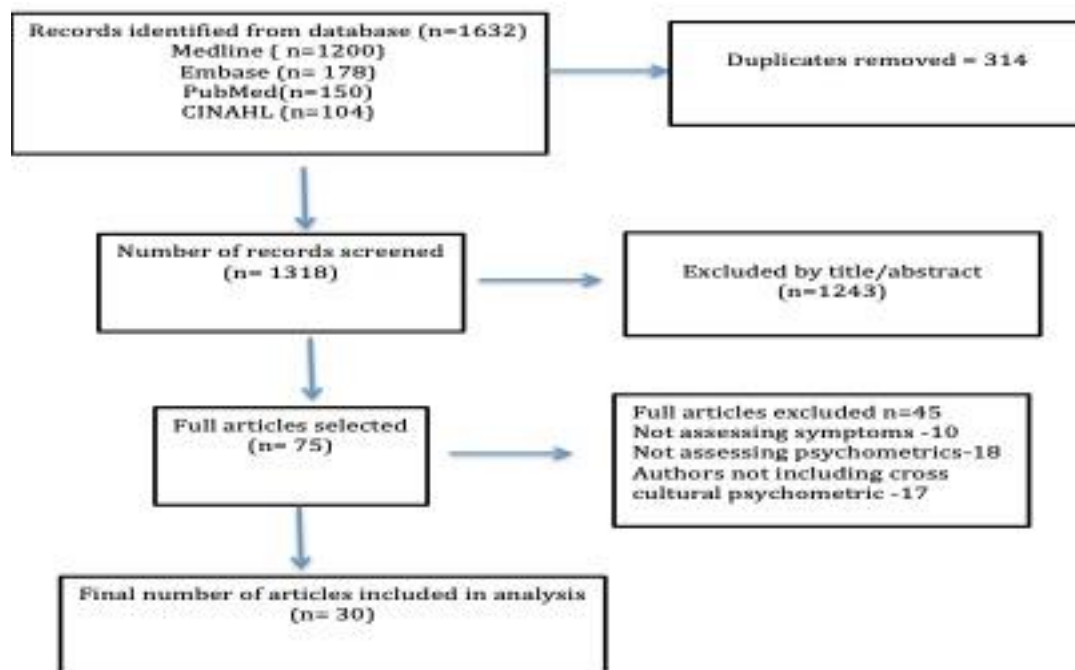 Records identified from database (n=1632)
Medline ( n=1200)
Embase (n= 178)
PubMed(n=150)
CINAHL (n=104)
Duplicates removed = 314
Number of records screened
(n= 1318)
Excluded by title/abstract
(n=1243)
Full articles selected
(n= 75)
Full articles excluded n=45
Not assessing symptoms -10
Not assessing psychometrics-18
Authors not including cross
cultural psychometric -17
Final number of articles included in analysis
(n= 30)